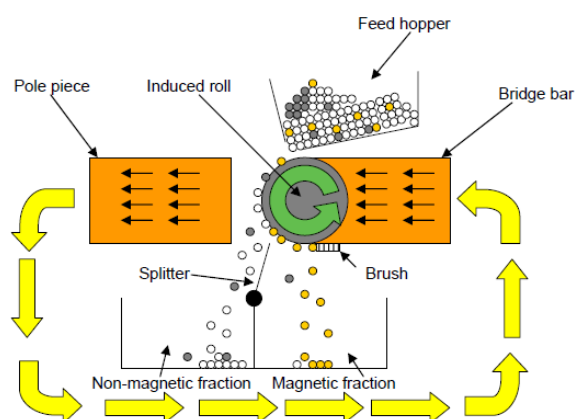 Feed hopper
Pole piece
Induced roll
Bridge bar
Splitter
Brush
Non-magnetic fraction
Magnetic fraction